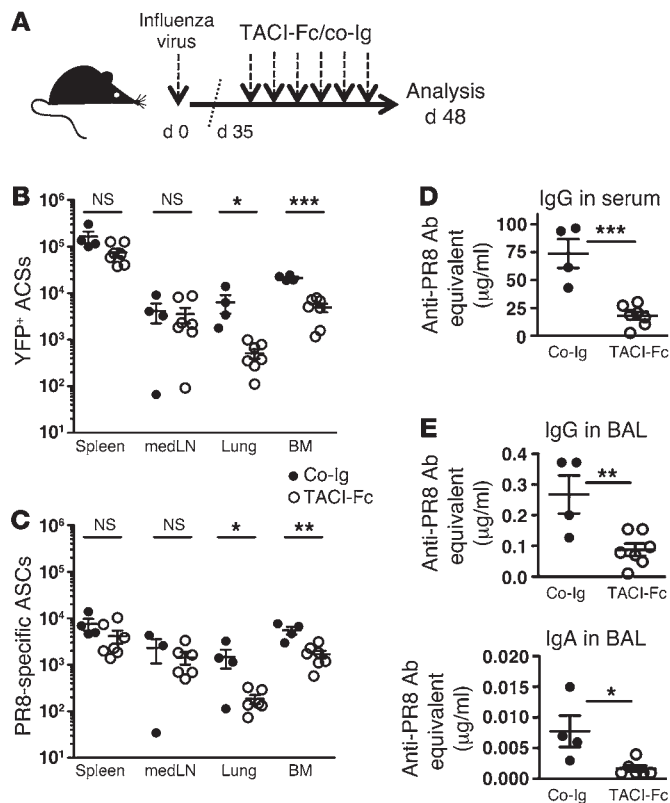 A
Influenza
virus
TACI-Fc/co-Ig
Analysis
d 48
d 0
d 35
B
NS
NS
*
***
10⁶
10⁵
10⁴
10³
10²
10¹
YFP⁺ ACSs
Spleen
medLN
Lung
BM
Co-Ig
TACI-Fc
C
NS
NS
*
**
10⁶
10⁵
10⁴
10³
10²
10¹
PR8-specific ASCs
Spleen
medLN
Lung
BM
D
IgG in serum
Anti-PR8 Ab
equivalent
(μg/ml)
100
75
50
25
0
***
Co-Ig
TACI-Fc
E
IgG in BAL
Anti-PR8 Ab
equivalent
(μg/ml)
0.4
0.3
0.2
0.1
0.0
**
Co-Ig
TACI-Fc
IgA in BAL
Anti-PR8 Ab
equivalent
(μg/ml)
0.020
0.015
0.010
0.005
0.000
*
Co-Ig
TACI-Fc